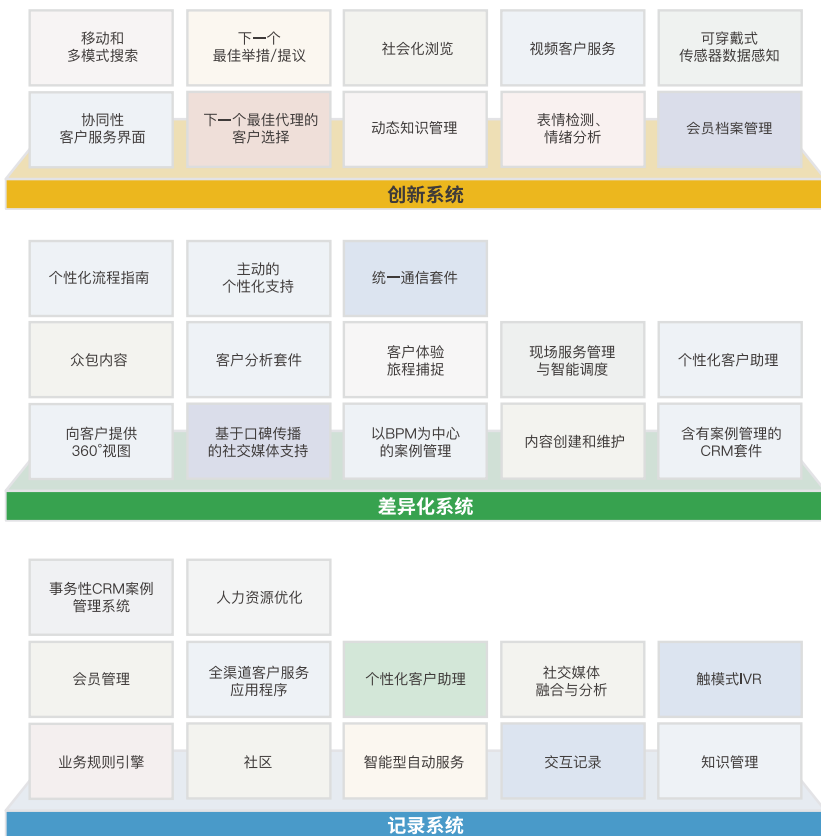 移动和
多模式搜索
下一个
最佳举措/提议
社会化浏览
视频客户服务
可穿戴式
传感器数据感知
协同性
客户服务界面
下一个最佳代理的
客户选择
动态知识管理
表情检测、
情绪分析
会员档案管理
创新系统
个性化流程指南
主动的
个性化支持
统一通信套件
众包内容
客户分析套件
客户体验
旅程捕捉
现场服务管理
与智能调度
个性化客户助理
向客户提供
360°视图
基于口碑传播
的社交媒体支持
以BPM为中心
的案例管理
内容创建和维护
含有案例管理的
CRM套件
差异化系统
事务性CRM案例
管理系统
人力资源优化
会员管理
全渠道客户服务
应用程序
个性化客户助理
社交媒体
融合与分析
触模式IVR
业务规则引擎
社区
智能型自动服务
交互记录
知识管理
记录系统